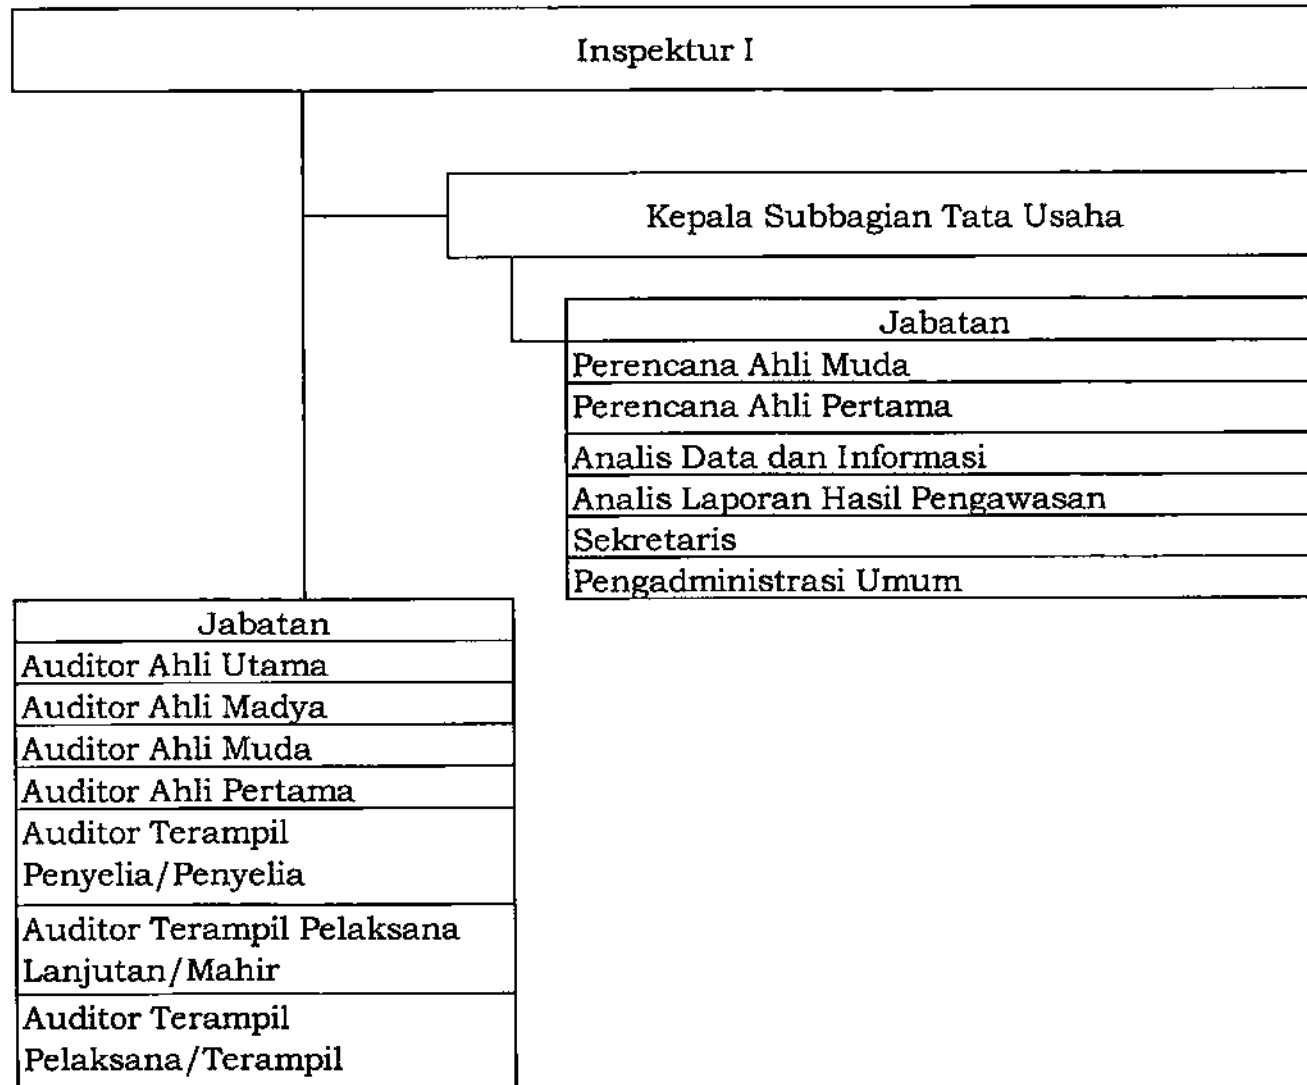 Inspektur I
Kepala Subbagian Tata Usaha
Jabatan
Perencana Ahli Muda
Perencana Ahli Pertama
Analis Data dan Informasi
Analis Laporan Hasil Pengawasan
Sekretaris
Pengadministrasi Umum
Jabatan
Auditor Ahli Utama
Auditor Ahli Madya
Auditor Ahli Muda
Auditor Ahli Pertama
Auditor Terampil
Penyelia/Penyelia
Auditor Terampil Pelaksana
Lanjutan/Mahir
Auditor Terampil
Pelaksana/Terampil